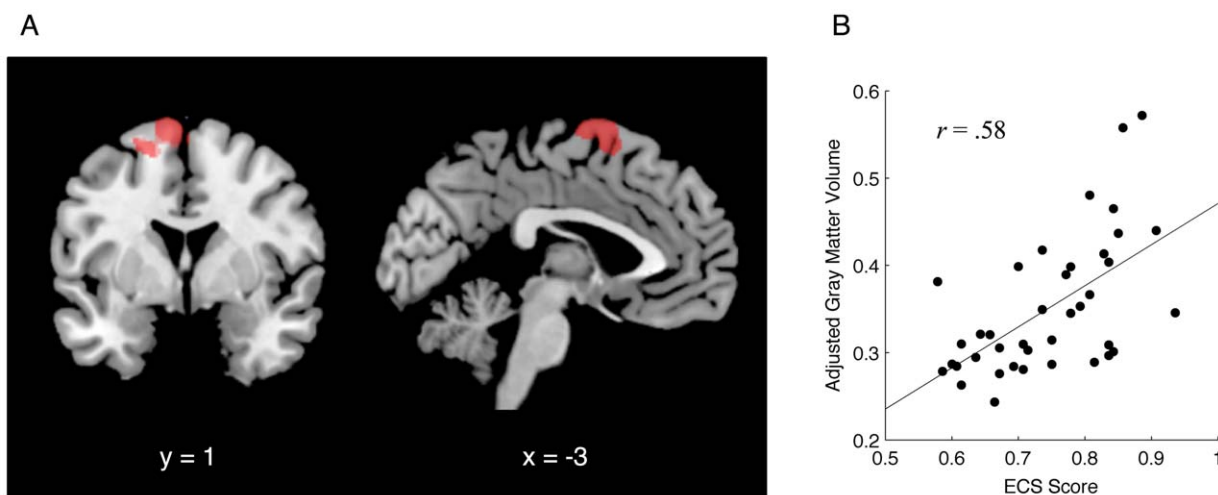 A
y = 1
x = -3
B
r = .58
Adjusted Gray Matter Volume
0.6
0.5
0.4
0.3
0.2
0.5 0.6 0.7 0.8 0.9 1
ECS Score